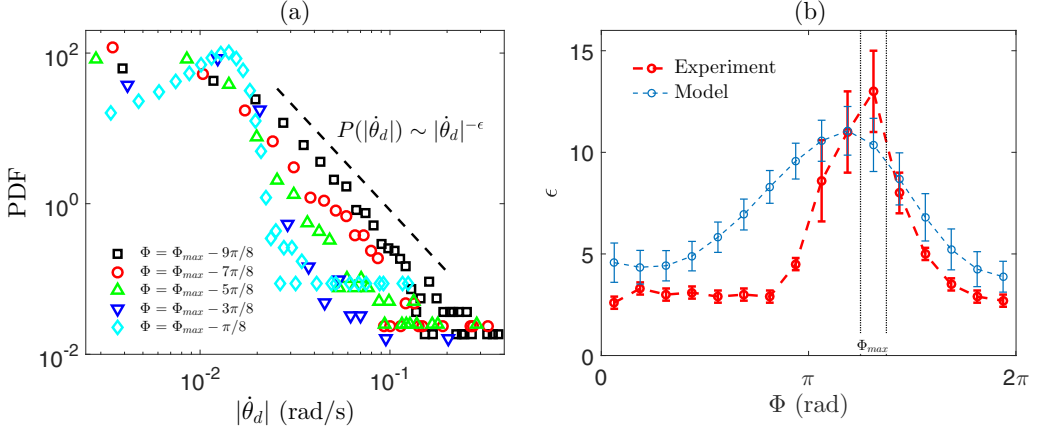 (a)
10^2
10^0
10^-2
PDF
P(|θ̇_d|) ∼ |θ̇_d|^-ϵ
Φ = Φ_max − 9π/8
Φ = Φ_max − 7π/8
Φ = Φ_max − 5π/8
Φ = Φ_max − 3π/8
Φ = Φ_max − π/8
10^-2
10^-1
|θ̇_d| (rad/s)
(b)
15
10
5
0
ϵ
Experiment
Model
Φ_max
0
π
2π
Φ (rad)